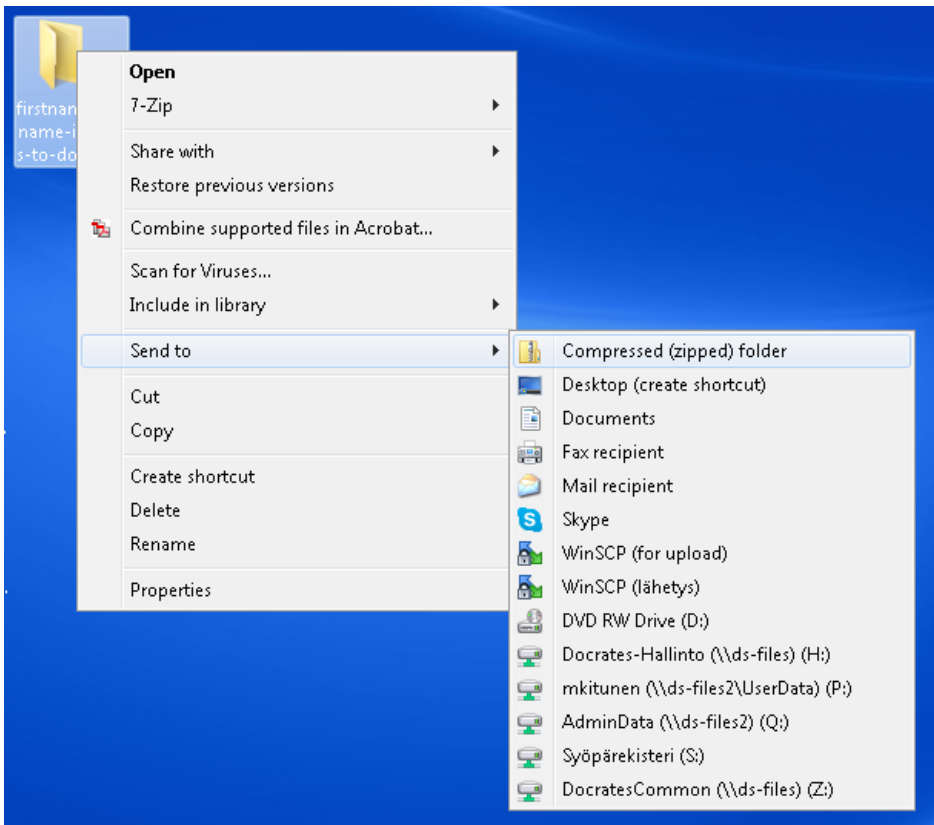 firstnan
name-i
s-to-do
Open
7-Zip
Share with
Restore previous versions
Combine supported files in Acrobat...
Scan for Viruses...
Include in library
Send to
Cut
Copy
Create shortcut
Delete
Rename
Properties
Compressed (zipped) folder
Desktop (create shortcut)
Documents
Fax recipient
Mail recipient
Skype
WinSCP (for upload)
WinSCP (lähetys)
DVD RW Drive (D:)
Docrates-Hallinto (\\ds-files) (H:)
mkitunen (\\ds-files2\UserData) (P:)
AdminData (\\ds-files2) (Q:)
Syöpärekisteri (S:)
DocratesCommon (\\ds-files) (Z:)